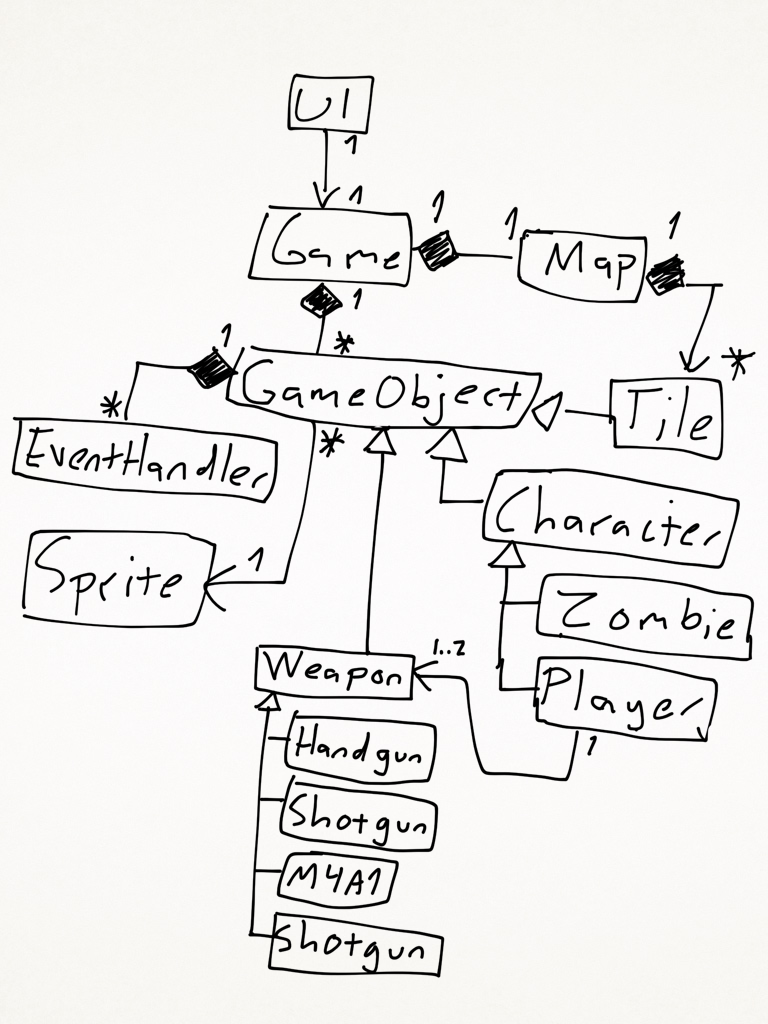 UI
1
1
Game
1
1
Map
1
1
*
*
1
GameObject
Tile
*
EventHandler
*
Character
Sprite
1
Zombie
Weapon
1..2
Player
1
Handgun
Shotgun
M4A1
Shotgun